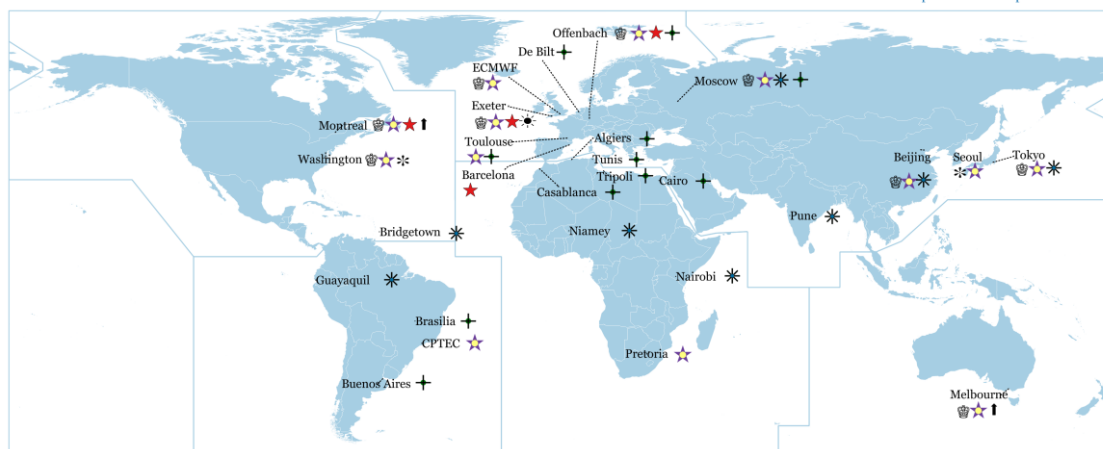 Offenbach
De Bilt
ECMWF
Moscow
Exeter
Montreal
Toulouse
Algiers
Washington
Tunis
Beijing
Seoul
Tokyo
Barcelona
Tripoli
Cairo
Casablanca
Pune
Bridgetown
Niamey
Guayaquil
Nairobi
Brasília
CPTEC
Pretoria
Buenos Aires
Melbourne